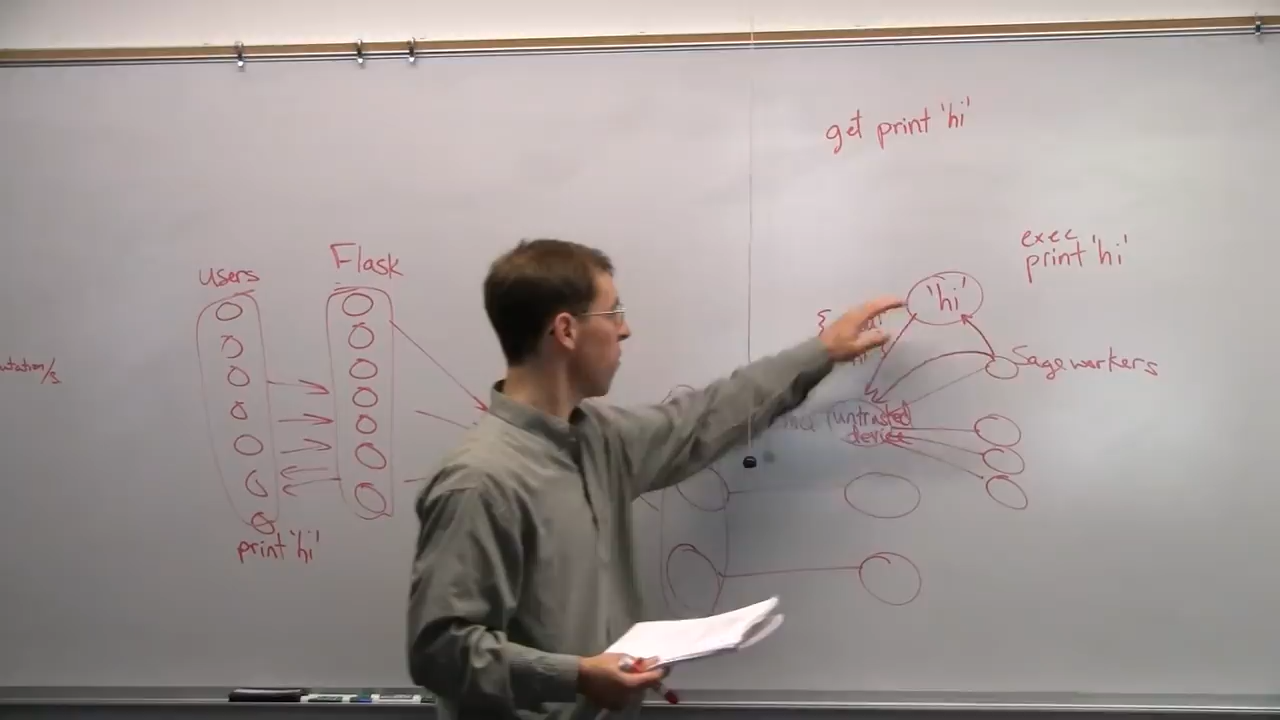 get print 'hi'
exec
print 'hi'
Flask
users
'hi'
Sage workers
(untrusted
device
print 'hi'